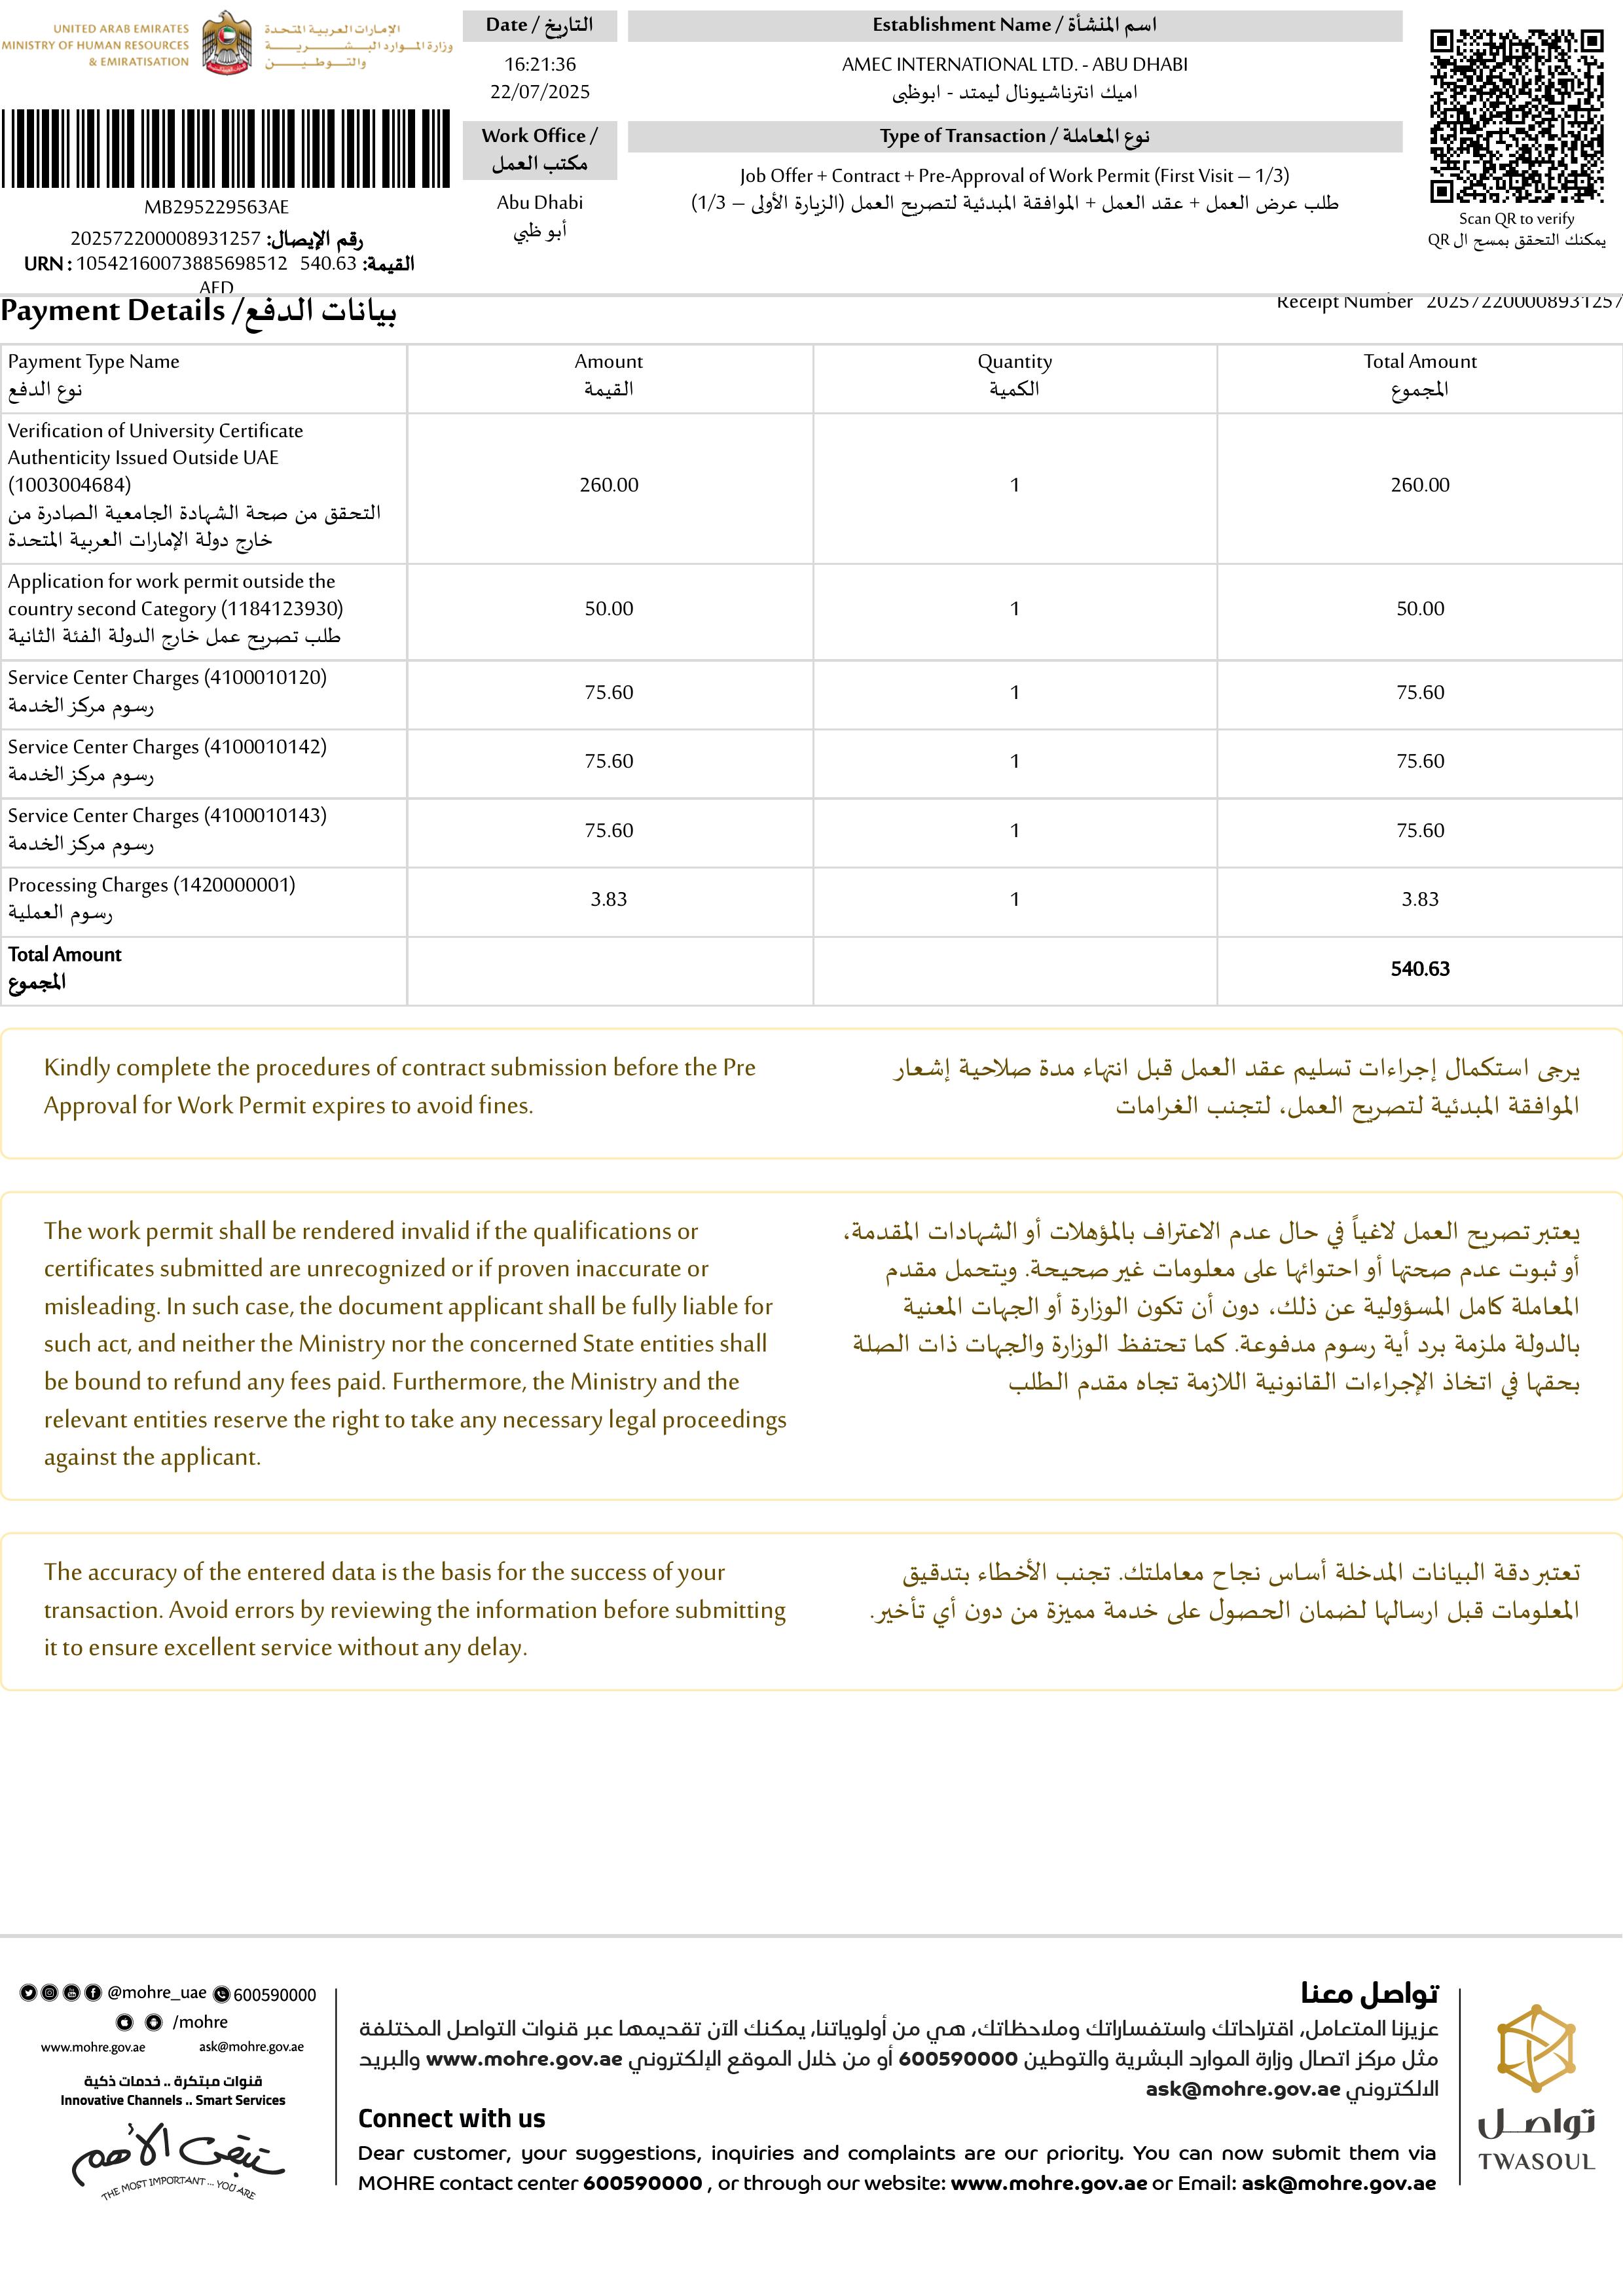 UNITED ARAB EMIRATES
MINISTRY OF HUMAN RESOURCES
& EMIRATISATION
الإمارات العربية المتحدة
وزارة الموارد البشرية
والتوطين
MB295229563AE
رقم الإيصال: 202572200008931257
URN : 10542160073885698512 القيمة: 540.63
AED
Date / التاريخ
16:21:36
22/07/2025
Work Office /
مكتب العمل
Abu Dhabi
أبو ظبي
Establishment Name / اسم المنشأة
AMEC INTERNATIONAL LTD. - ABU DHABI
اميك انترناشيونال ليمتد - ابوظبى
Type of Transaction / نوع المعاملة
Job Offer + Contract + Pre-Approval of Work Permit (First Visit – 1/3)
طلب عرض العمل + عقد العمل + الموافقة المبدئية لتصريح العمل (الزيارة الأولى – 1/3)
Scan QR to verify
يمكنك التحقق بمسح ال QR
Payment Details / بيانات الدفع
Receipt Number 202572200008931257
Payment Type Name
نوع الدفع
Amount
القيمة
Quantity
الكمية
Total Amount
المجموع
Verification of University Certificate
Authenticity Issued Outside UAE
(1003004684)
التحقق من صحة الشهادة الجامعية الصادرة من
خارج دولة الإمارات العربية المتحدة
260.00
1
260.00
Application for work permit outside the
country second Category (1184123930)
طلب تصريح عمل خارج الدولة الفئة الثانية
50.00
1
50.00
Service Center Charges (4100010120)
رسوم مركز الخدمة
75.60
1
75.60
Service Center Charges (4100010142)
رسوم مركز الخدمة
75.60
1
75.60
Service Center Charges (4100010143)
رسوم مركز الخدمة
75.60
1
75.60
Processing Charges (1420000001)
رسوم العملية
3.83
1
3.83
Total Amount
المجموع
540.63
Kindly complete the procedures of contract submission before the Pre
Approval for Work Permit expires to avoid fines.
يرجى استكمال إجراءات تسليم عقد العمل قبل انتهاء مدة صلاحية إشعار
الموافقة المبدئية لتصريح العمل، لتجنب الغرامات
The work permit shall be rendered invalid if the qualifications or
certificates submitted are unrecognized or if proven inaccurate or
misleading. In such case, the document applicant shall be fully liable for
such act, and neither the Ministry nor the concerned State entities shall
be bound to refund any fees paid. Furthermore, the Ministry and the
relevant entities reserve the right to take any necessary legal proceedings
against the applicant.
يعتبر تصريح العمل لاغياً في حال عدم الاعتراف بالمؤهلات أو الشهادات المقدمة،
أو ثبوت عدم صحتها أو احتوائها على معلومات غير صحيحة. ويتحمل مقدم
المعاملة كامل المسؤولية عن ذلك، دون أن تكون الوزارة أو الجهات المعنية
بالدولة ملزمة برد أية رسوم مدفوعة. كما تحتفظ الوزارة والجهات ذات الصلة
بحقها في اتخاذ الإجراءات القانونية اللازمة تجاه مقدم الطلب
The accuracy of the entered data is the basis for the success of your
transaction. Avoid errors by reviewing the information before submitting
it to ensure excellent service without any delay.
تعتبر دقة البيانات المدخلة أساس نجاح معاملتك. تجنب الأخطاء بتدقيق
المعلومات قبل ارسالها لضمان الحصول على خدمة مميزة من دون أي تأخير.
@mohre_uae 600590000
/mohre
www.mohre.gov.ae ask@mohre.gov.ae
قنوات مبتكرة .. خدمات ذكية
Innovative Channels .. Smart Services
تبقى الأهم
THE MOST IMPORTANT ... YOU ARE
تواصل معنا
عزيزنا المتعامل, اقتراحاتك واستفساراتك وملاحظاتك, هي من أولوياتنا, يمكنك الآن تقديمها عبر قنوات التواصل المختلفة
مثل مركز اتصال وزارة الموارد البشرية والتوطين 600590000 أو من خلال الموقع الإلكتروني www.mohre.gov.ae والبريد
الالكتروني ask@mohre.gov.ae
Connect with us
Dear customer, your suggestions, inquiries and complaints are our priority. You can now submit them via
MOHRE contact center 600590000 , or through our website: www.mohre.gov.ae or Email: ask@mohre.gov.ae
تواصل
TWASOUL